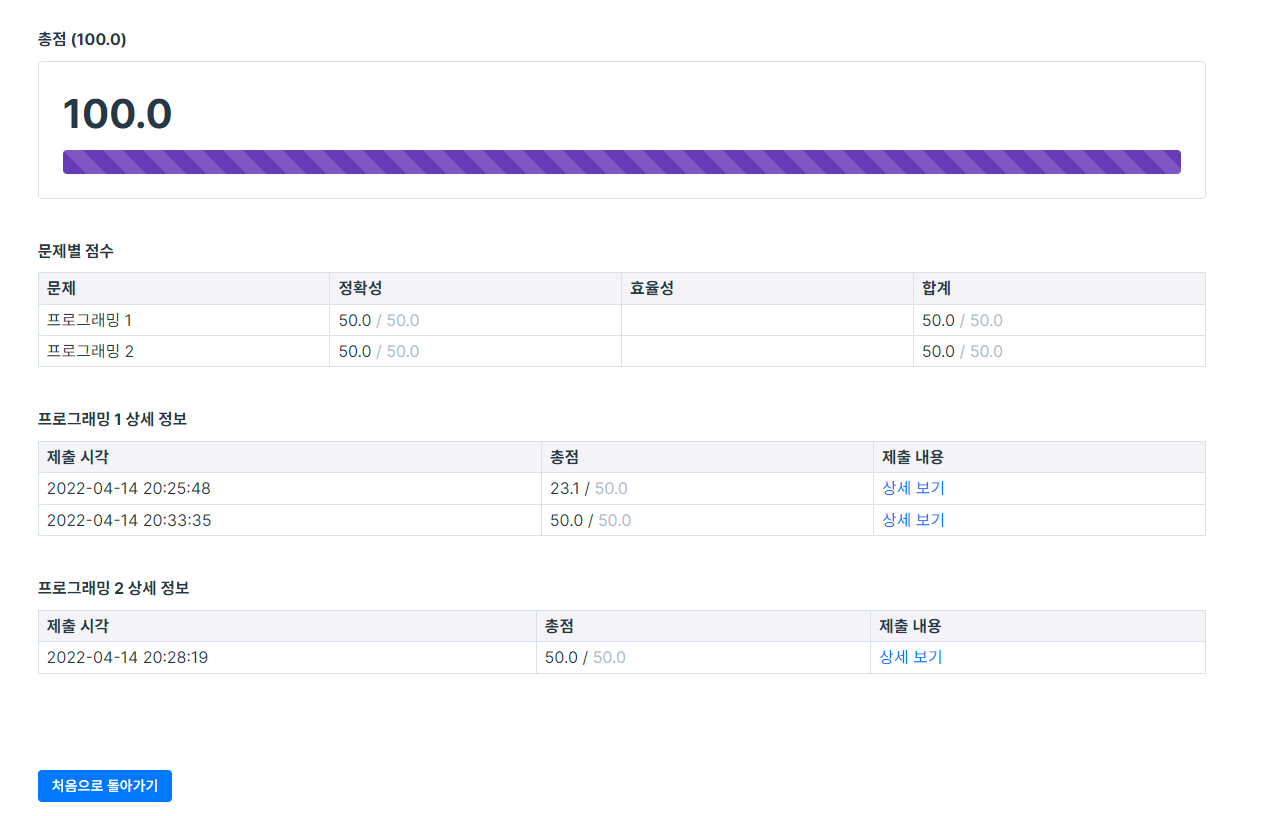 총점 (100.0)
100.0
문제별 점수
문제 정확성 효율성 합계
프로그래밍 1 50.0 / 50.0 50.0 / 50.0
프로그래밍 2 50.0 / 50.0 50.0 / 50.0
프로그래밍 1 상세 정보
제출 시각 총점 제출 내용
2022-04-14 20:25:48 23.1 / 50.0 상세 보기
2022-04-14 20:33:35 50.0 / 50.0 상세 보기
프로그래밍 2 상세 정보
제출 시각 총점 제출 내용
2022-04-14 20:28:19 50.0 / 50.0 상세 보기
처음으로 돌아가기